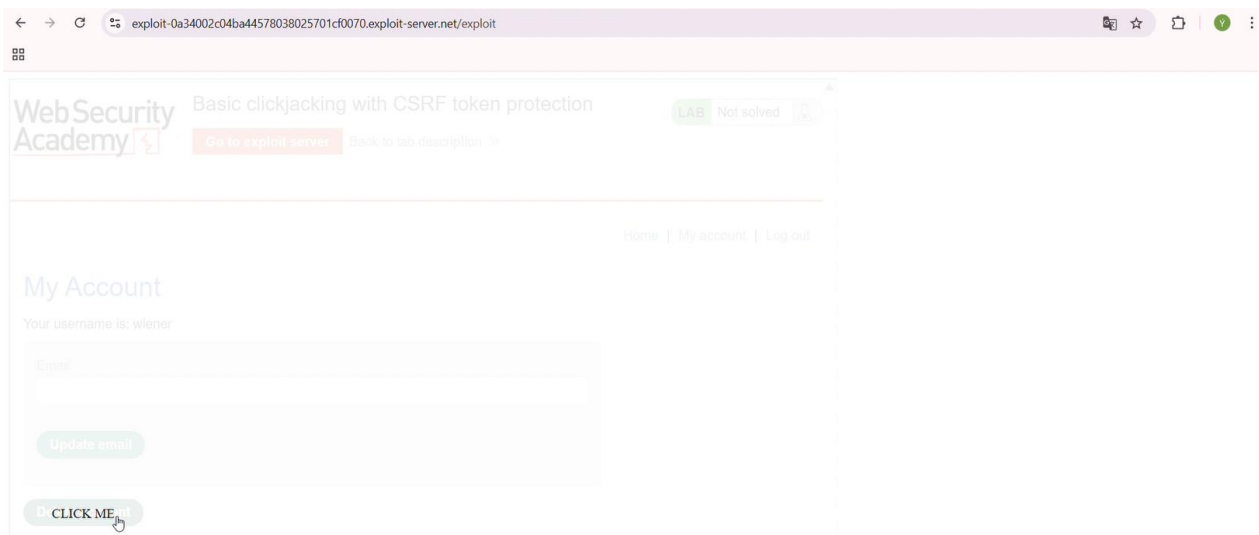 exploit-0a34002c04ba44578038025701cf0070.exploit-server.net/exploit
Y
Web Security
Academy
Basic clickjacking with CSRF token protection
LAB Not solved
Go to exploit server
Back to lab description »
Home | My account | Log out
My Account
Your username is: wiener
Email
Update email
CLICK ME